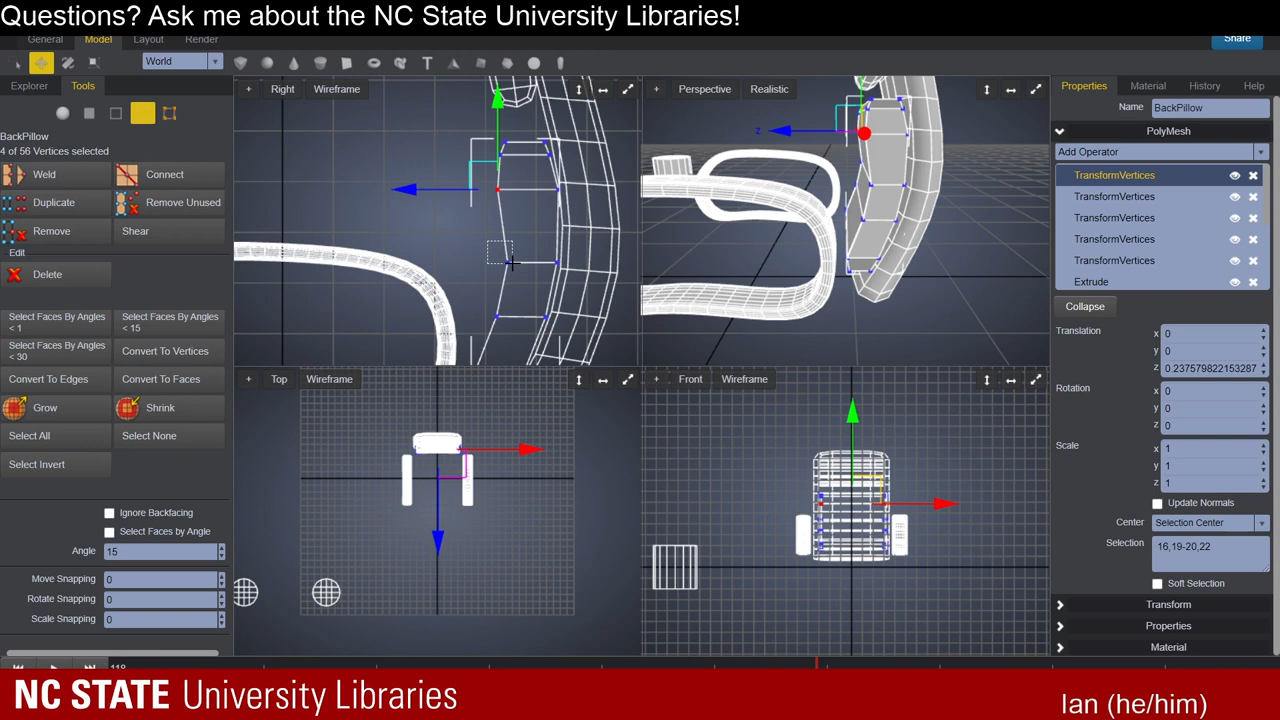 Questions? Ask me about the NC State University Libraries!
General Model Layout Render Share
World
Explorer Tools
Right Wireframe
Perspective Realistic
Properties Material History Help
Name BackPillow
PolyMesh
BackPillow
4 of 56 Vertices selected
Add Operator
Weld Connect
TransformVertices
Duplicate Remove Unused
TransformVertices
TransformVertices
Remove Shear
TransformVertices
Edit
TransformVertices
Delete
Extrude
Collapse
Select Faces By Angles < 1
Select Faces By Angles < 15
Select Faces By Angles < 30
Convert To Vertices
Convert To Edges Convert To Faces
Grow Shrink
Select All Select None
Select Invert
z
Translation x 0
y 0
z 0.237579822153287
Rotation x 0
y 0
z 0
Scale x 1
y 1
z 1
Top Wireframe
Front Wireframe
Update Normals
Center Selection Center
Selection 16,19-20,22
Soft Selection
Ignore Backfacing
Select Faces by Angle
Angle 15
Move Snapping 0
Rotate Snapping 0
Scale Snapping 0
Transform
Properties
Material
118
NC STATE University Libraries
Ian (he/him)